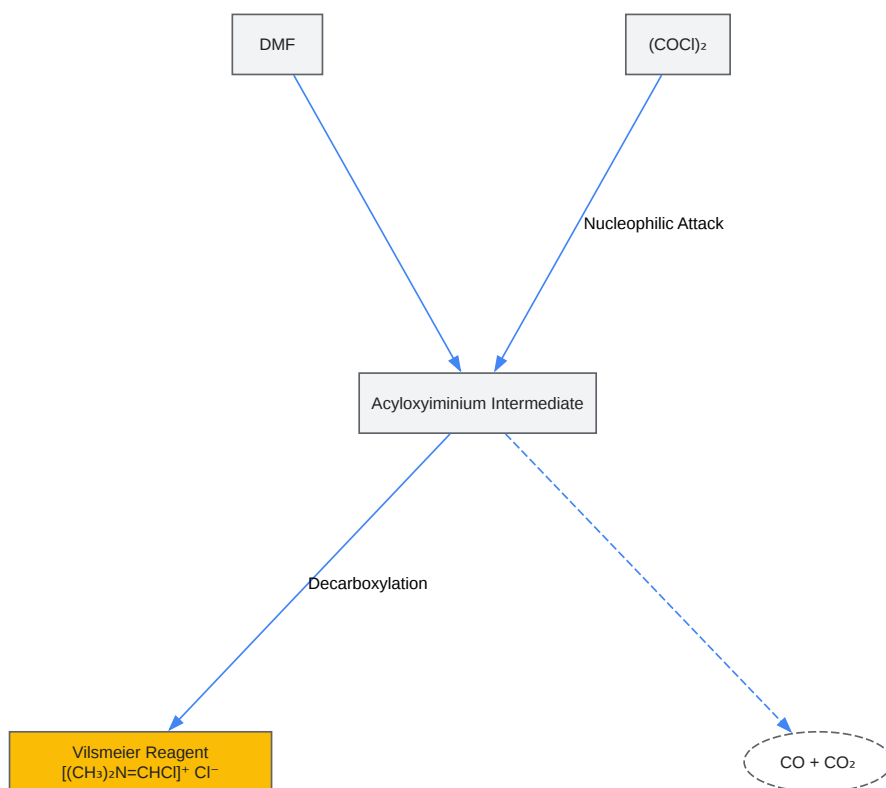 DMF
(COCl)₂
Nucleophilic Attack
Acyloxyiminium Intermediate
Decarboxylation
Vilsmeier Reagent
[(CH₃)₂N=CHCl]⁺ Cl⁻
CO + CO₂